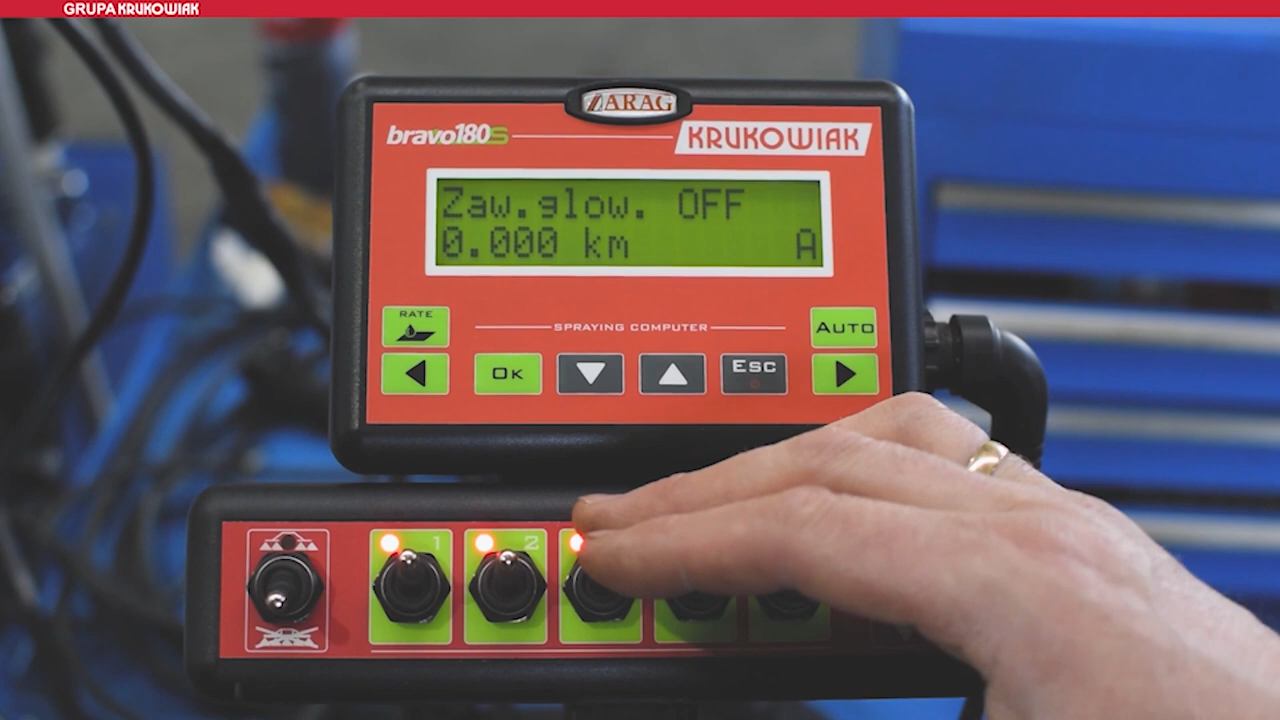 GRUPA KRUKOWIAK
ARAG
bravo180S
KRUKOWIAK
Zaw.glow. OFF
0.000 km A
RATE
SPRAYING COMPUTER
AUTO
OK
ESC
1
2